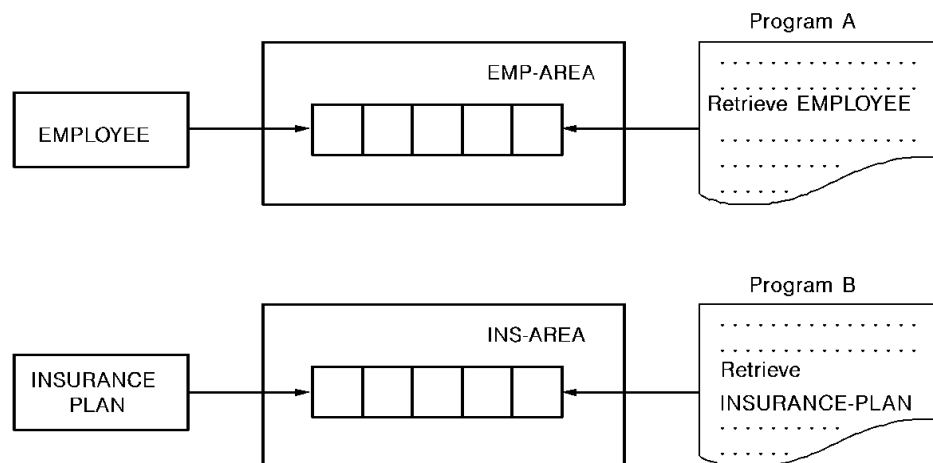 Program A
EMP-AREA
EMPLOYEE
. . . . . . . . . . . . . . . .
. . . . . . . . . . . . . . . .
Retrieve EMPLOYEE
. . . . . . . . . . . . . . . .
. . . . . . . . . .
. . . . . .
Program B
INS-AREA
INSURANCE
PLAN
. . . . . . . . . . . . . . . .
. . . . . . . . . . . . . . . .
Retrieve
INSURANCE-PLAN
. . . . . . . . . .
. . . . . .